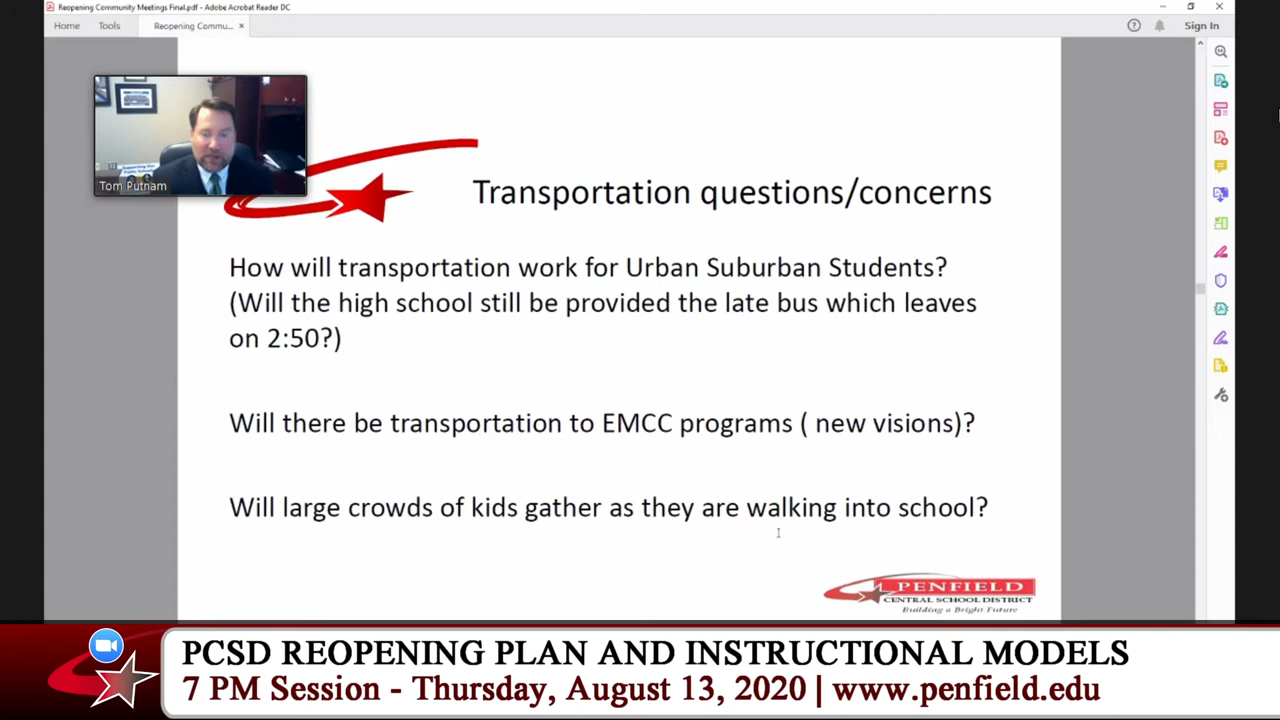 Reopening Community Meetings Final.pdf - Adobe Acrobat Reader DC
Home Tools Reopening Commu... × Sign In
Tom Putnam
Transportation questions/concerns
How will transportation work for Urban Suburban Students?
(Will the high school still be provided the late bus which leaves
on 2:50?)
Will there be transportation to EMCC programs ( new visions)?
Will large crowds of kids gather as they are walking into school?
PENFIELD
CENTRAL SCHOOL DISTRICT
Building a Bright Future
PCSD REOPENING PLAN AND INSTRUCTIONAL MODELS
7 PM Session - Thursday, August 13, 2020 | www.penfield.edu